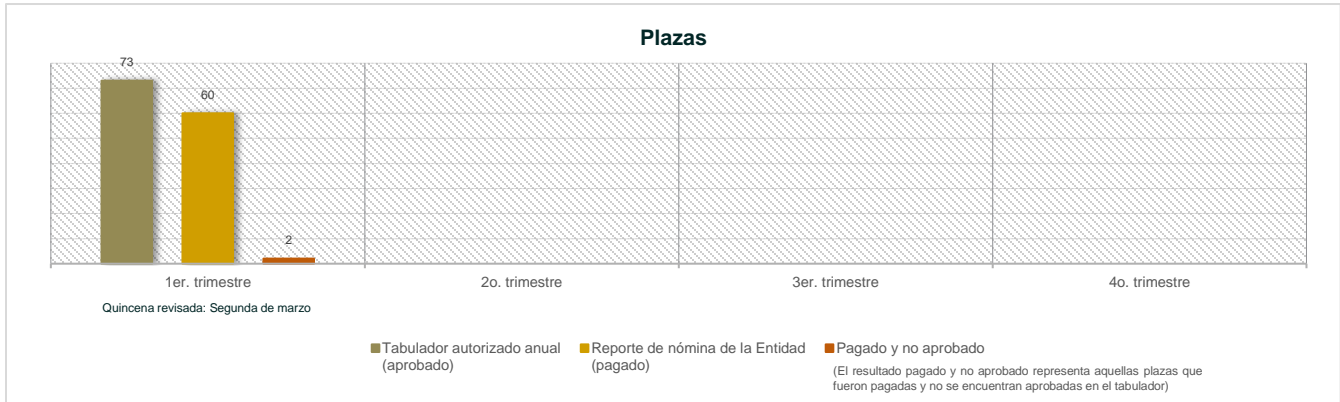 Plazas
73
60
2
1er. trimestre
2o. trimestre
3er. trimestre
4o. trimestre
Quincena revisada: Segunda de marzo
Tabulador autorizado anual
(aprobado)
Reporte de nómina de la Entidad
(pagado)
Pagado y no aprobado
(El resultado pagado y no aprobado representa aquellas plazas que
fueron pagadas y no se encuentran aprobadas en el tabulador)